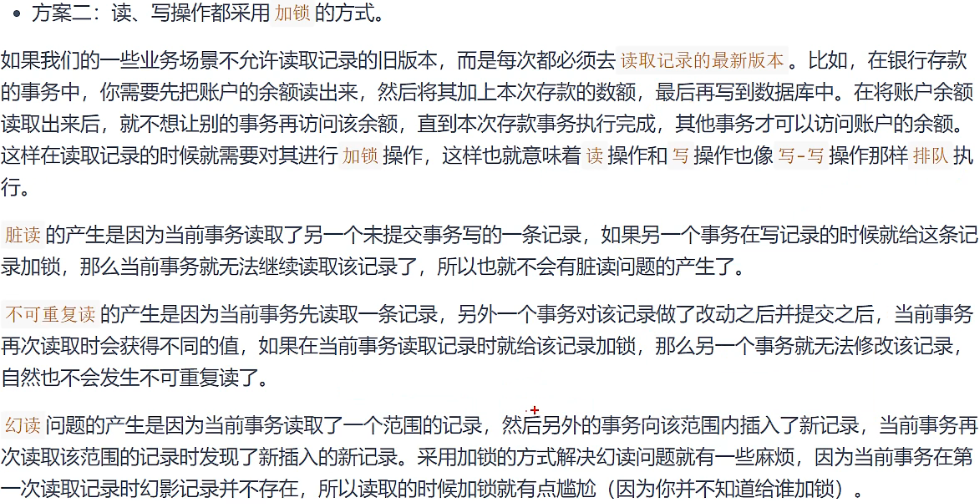 • 方案二：读、写操作都采用 加锁 的方式。
如果我们的一些业务场景不允许读取记录的旧版本，而是每次都必须去 读取记录的最新版本 。比如，在银行存款
的事务中，你需要先把账户的余额读出来，然后将其加上本次存款的数额，最后再写到数据库中。在将账户余额
读取出来后，就不想让别的事务再访问该余额，直到本次存款事务执行完成，其他事务才可以访问账户的余额。
这样在读取记录的时候就需要对其进行 加锁 操作，这样也就意味着 读 操作和 写 操作也像 写-写 操作那样 排队 执
行。
脏读 的产生是因为当前事务读取了另一个未提交事务写的一条记录，如果另一个事务在写记录的时候就给这条记
录加锁，那么当前事务就无法继续读取该记录了，所以也就不会有脏读问题的产生了。
不可重复读 的产生是因为当前事务先读取一条记录，另外一个事务对该记录做了改动之后并提交之后，当前事务
再次读取时会获得不同的值，如果在当前事务读取记录时就给该记录加锁，那么另一个事务就无法修改该记录，
自然也不会发生不可重复读了。
幻读 问题的产生是因为当前事务读取了一个范围的记录，然后另外的事务向该范围内插入了新记录，当前事务再
次读取该范围的记录时发现了新插入的新记录。采用加锁的方式解决幻读问题就有一些麻烦，因为当前事务在第
一次读取记录时幻影记录并不存在，所以读取的时候加锁就有点尴尬（因为你并不知道给谁加锁）。